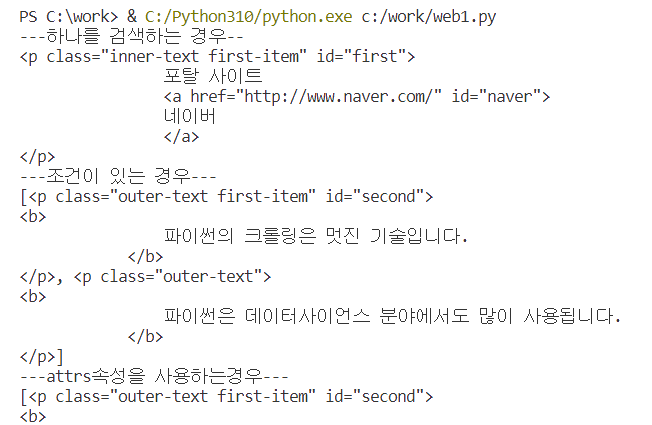 PS C:\work> & C:/Python310/python.exe c:/work/web1.py
---하나를 검색하는 경우--
<p class="inner-text first-item" id="first">
포탈 사이트
<a href="http://www.naver.com/" id="naver">
네이버
</a>
</p>
---조건이 있는 경우---
[<p class="outer-text first-item" id="second">
<b>
파이썬의 크롤링은 멋진 기술입니다.
</b>
</p>, <p class="outer-text">
<b>
파이썬은 데이터사이언스 분야에서도 많이 사용됩니다.
</b>
</p>]
---attrs속성을 사용하는경우---
[<p class="outer-text first-item" id="second">
<b>